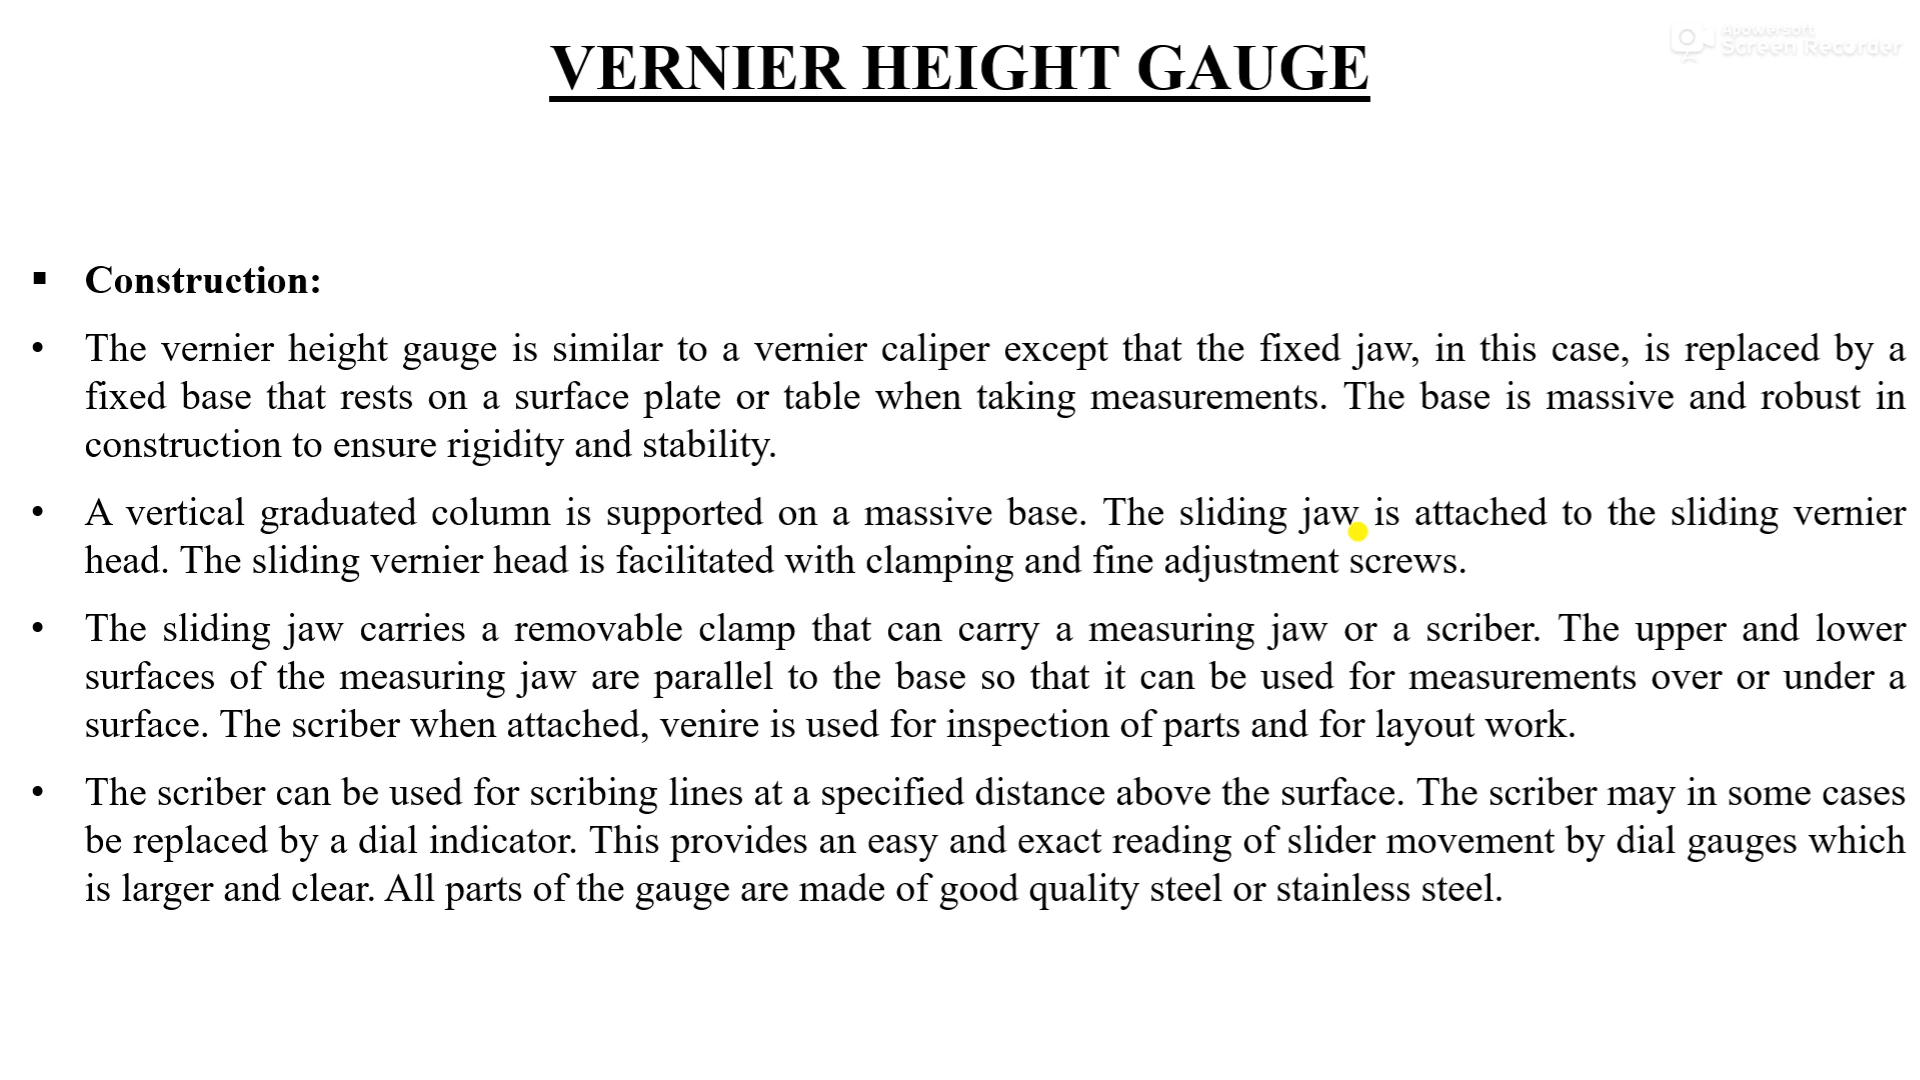 Apowersoft
Screen Recorder
VERNIER HEIGHT GAUGE
▪ Construction:
• The vernier height gauge is similar to a vernier caliper except that the fixed jaw, in this case, is replaced by a
fixed base that rests on a surface plate or table when taking measurements. The base is massive and robust in
construction to ensure rigidity and stability.
• A vertical graduated column is supported on a massive base. The sliding jaw is attached to the sliding vernier
head. The sliding vernier head is facilitated with clamping and fine adjustment screws.
• The sliding jaw carries a removable clamp that can carry a measuring jaw or a scriber. The upper and lower
surfaces of the measuring jaw are parallel to the base so that it can be used for measurements over or under a
surface. The scriber when attached, venire is used for inspection of parts and for layout work.
• The scriber can be used for scribing lines at a specified distance above the surface. The scriber may in some cases
be replaced by a dial indicator. This provides an easy and exact reading of slider movement by dial gauges which
is larger and clear. All parts of the gauge are made of good quality steel or stainless steel.